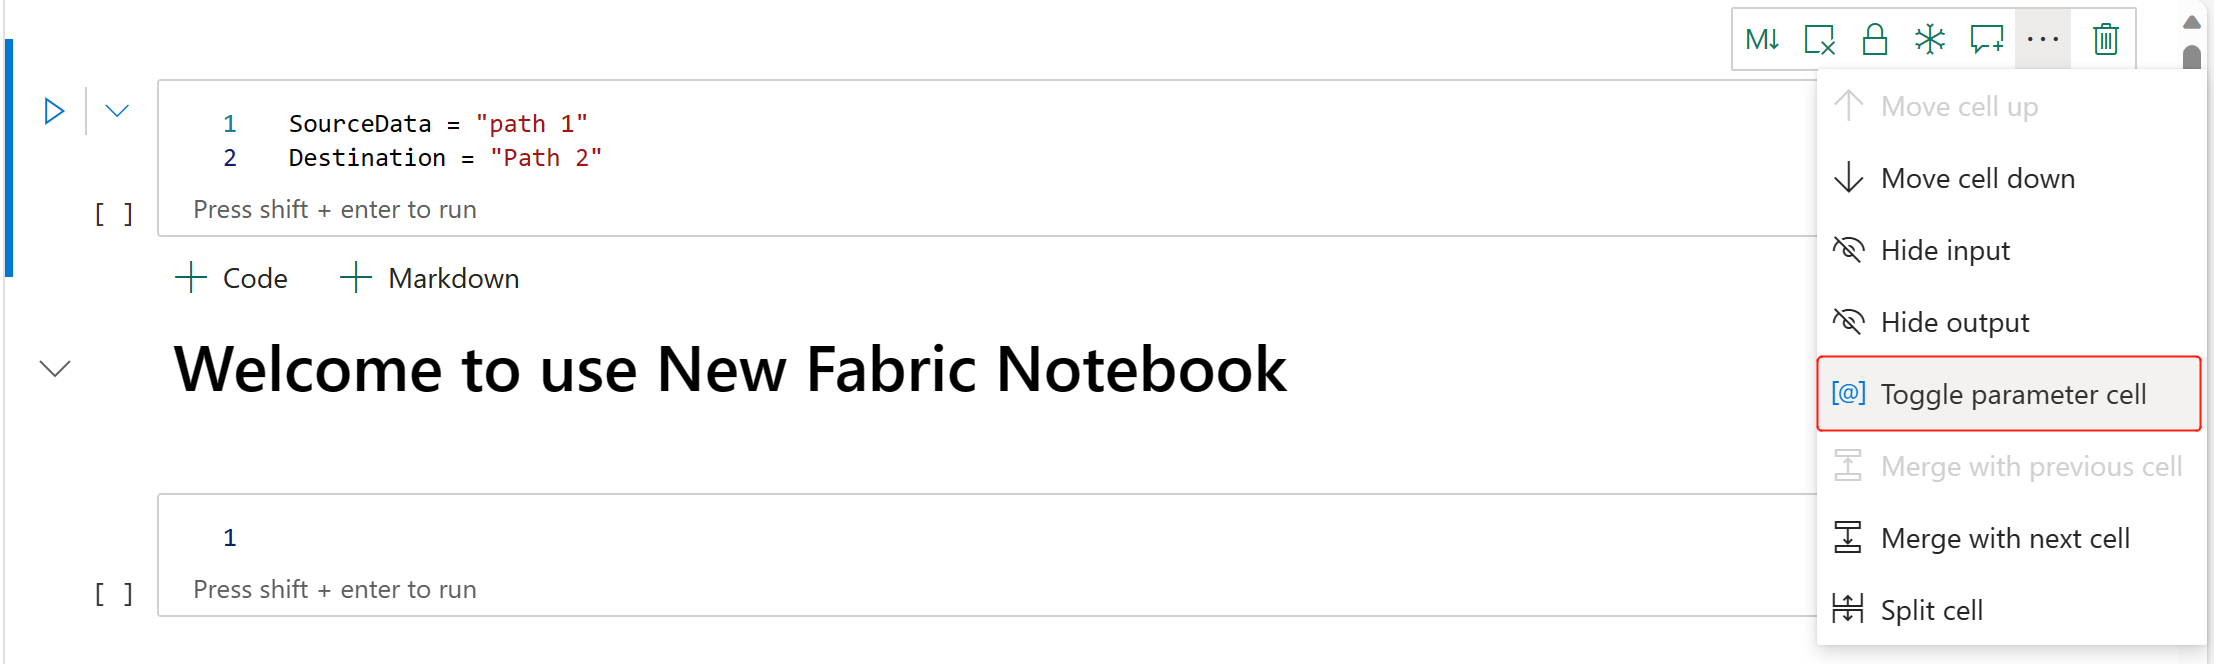 M↓ ...
1 SourceData = "path 1"
2 Destination = "Path 2"
[ ] Press shift + enter to run
Code Markdown
Welcome to use New Fabric Notebook
1
[ ] Press shift + enter to run
Move cell up
Move cell down
Hide input
Hide output
[@] Toggle parameter cell
Merge with previous cell
Merge with next cell
Split cell